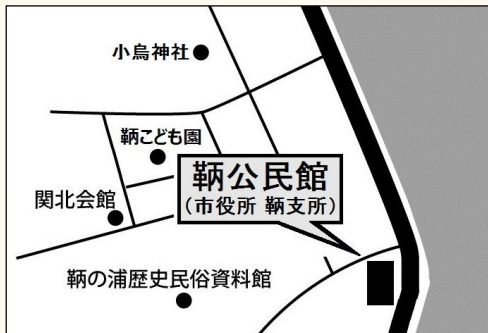 小烏神社
鞆こども園
鞆公民館
(市役所 鞆支所)
関北会館
鞆の浦歴史民俗資料館